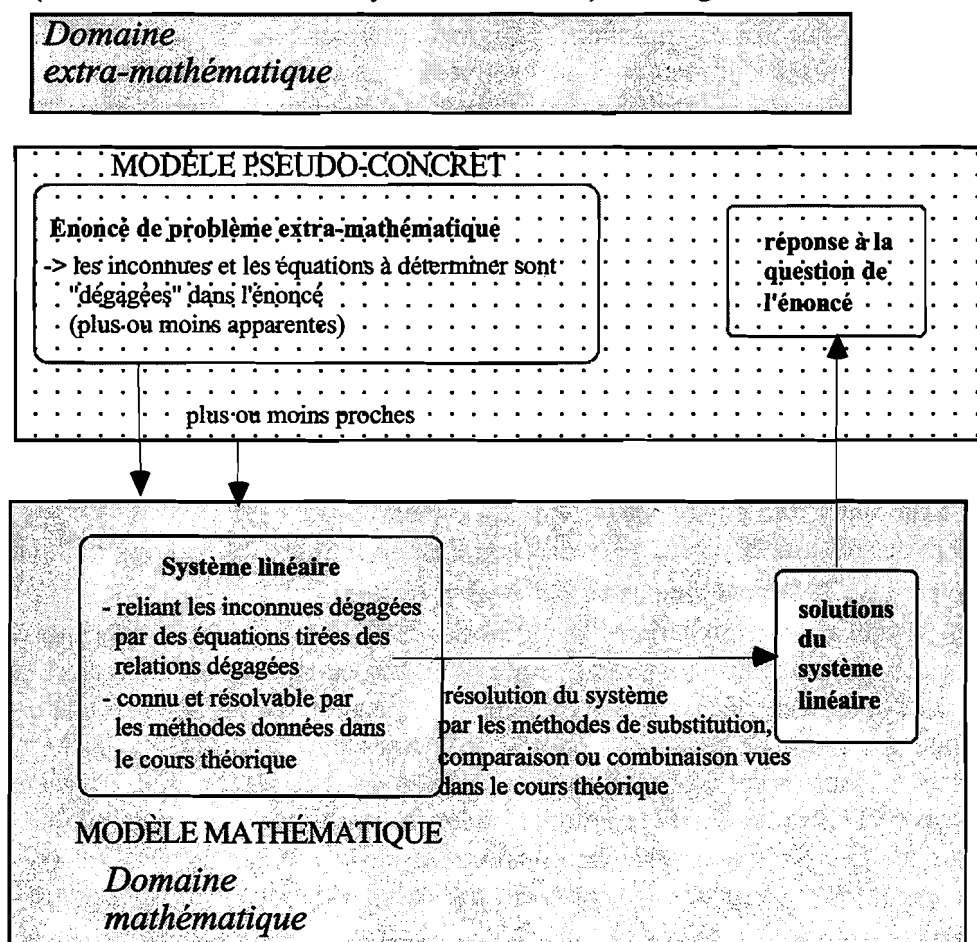 Domaine
extra-mathématique
MODÈLE PSEUDO-CONCRET
Enoncé de problème extra-mathématique
-> les inconnues et les équations à déterminer sont
"dégagées" dans l'énoncé
(plus ou moins apparentes)
réponse à la
question de
l'énoncé
plus ou moins proches
Système linéaire
- reliant les inconnues dégagées
par des équations tirées des
relations dégagées
- connu et résolvable par
les méthodes données dans
le cours théorique
résolution du système
par les méthodes de substitution,
comparaison ou combinaison vues
dans le cours théorique
solutions
du
système
linéaire
MODÈLE MATHÉMATIQUE
Domaine
mathématique